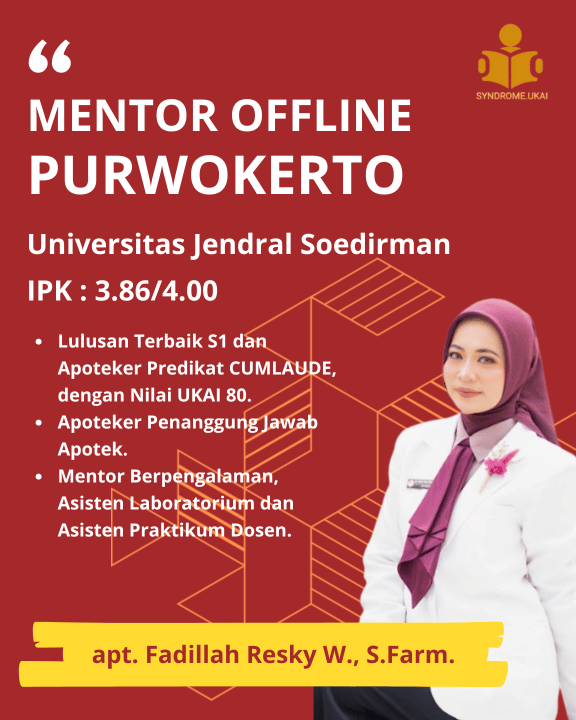 “
SYNDROME.UKAI
MENTOR OFFLINE
PURWOKERTO
Universitas Jendral Soedirman
IPK : 3.86/4.00
• Lulusan Terbaik S1 dan
Apoteker Predikat CUMLAUDE,
dengan Nilai UKAI 80.
• Apoteker Penanggung Jawab
Apotek.
• Mentor Berpengalaman,
Asisten Laboratorium dan
Asisten Praktikum Dosen.
apt. Fadillah Resky W., S.Farm.